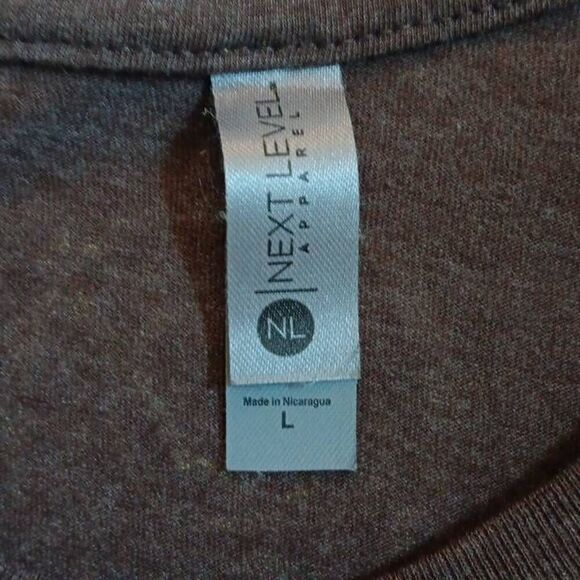 NEXT LEVEL
APPAREL
NL
Made in Nicaragua
L